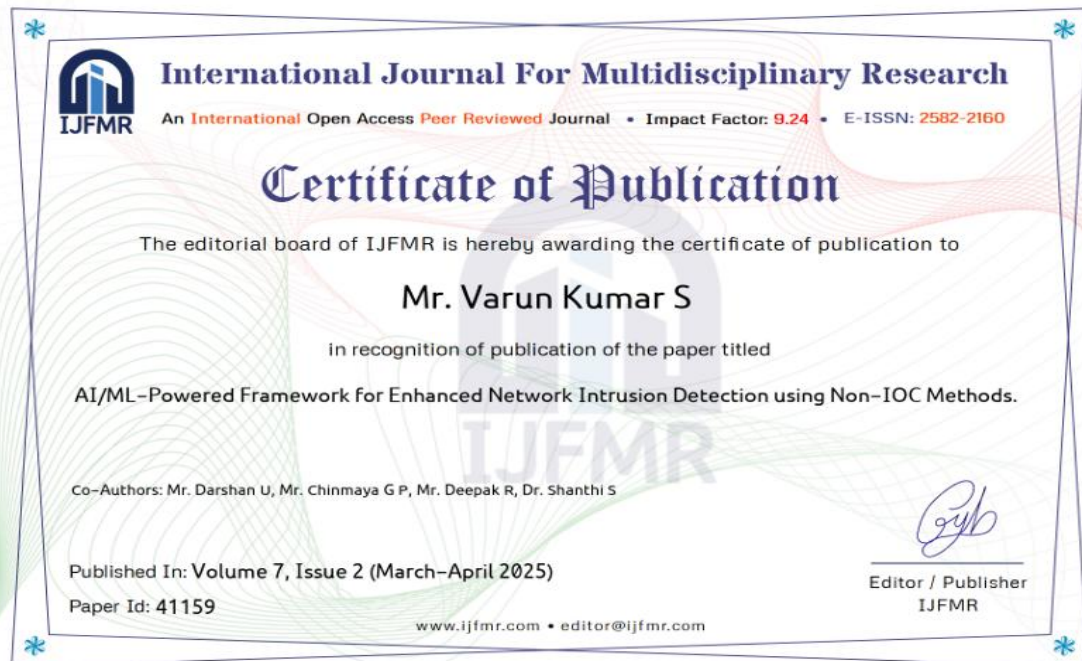 International Journal For Multidisciplinary Research
IJFMR
An International Open Access Peer Reviewed Journal • Impact Factor: 9.24 • E-ISSN: 2582-2160
Certificate of Publication
The editorial board of IJFMR is hereby awarding the certificate of publication to
Mr. Varun Kumar S
in recognition of publication of the paper titled
AI/ML-Powered Framework for Enhanced Network Intrusion Detection using Non-IOC Methods.
IJFMR
Co-Authors: Mr. Darshan U, Mr. Chinmaya G P, Mr. Deepak R, Dr. Shanthi S
Published In: Volume 7, Issue 2 (March-April 2025)
Paper Id: 41159
Editor / Publisher
IJFMR
www.ijfmr.com • editor@ijfmr.com